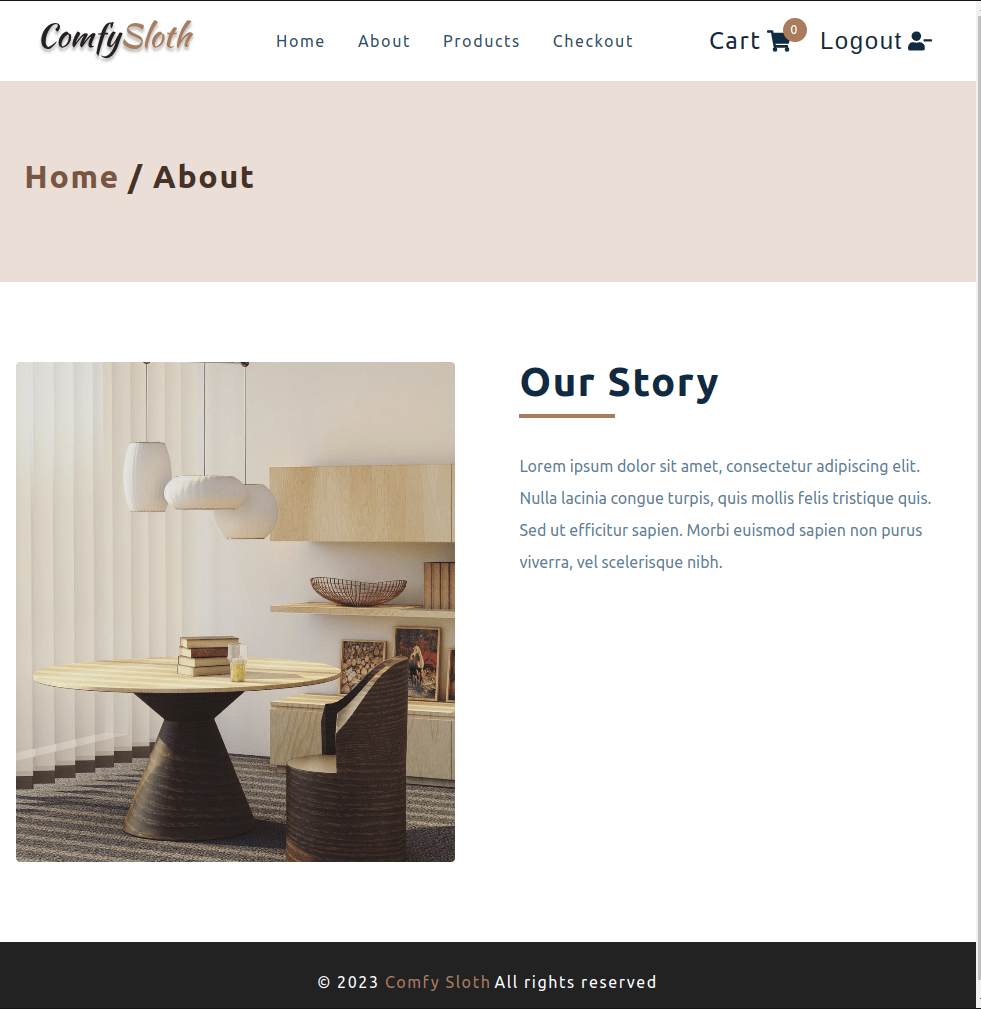 ComfySloth
Home About Products Checkout
Cart 0 Logout
Home / About
Our Story
Lorem ipsum dolor sit amet, consectetur adipiscing elit.
Nulla lacinia congue turpis, quis mollis felis tristique quis.
Sed ut efficitur sapien. Morbi euismod sapien non purus
viverra, vel scelerisque nibh.
© 2023 Comfy Sloth All rights reserved